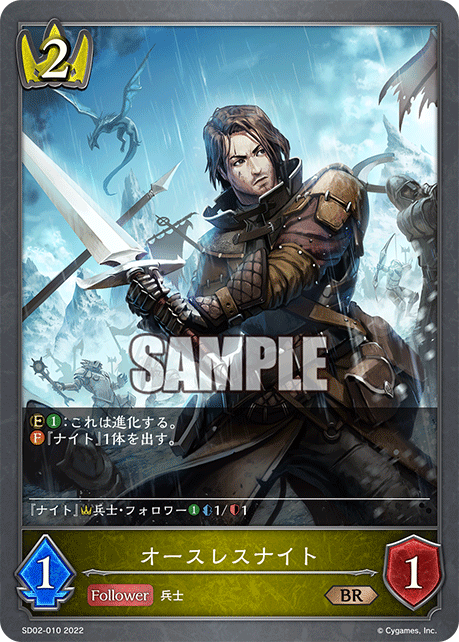 2
SAMPLE
E 1:これは進化する。
F『ナイト』1体を出す。
『ナイト』兵士・フォロワー 1 1/1
オースレスナイト
1
Follower 兵士
BR
1
SD02-010 2022
© Cygames, Inc.